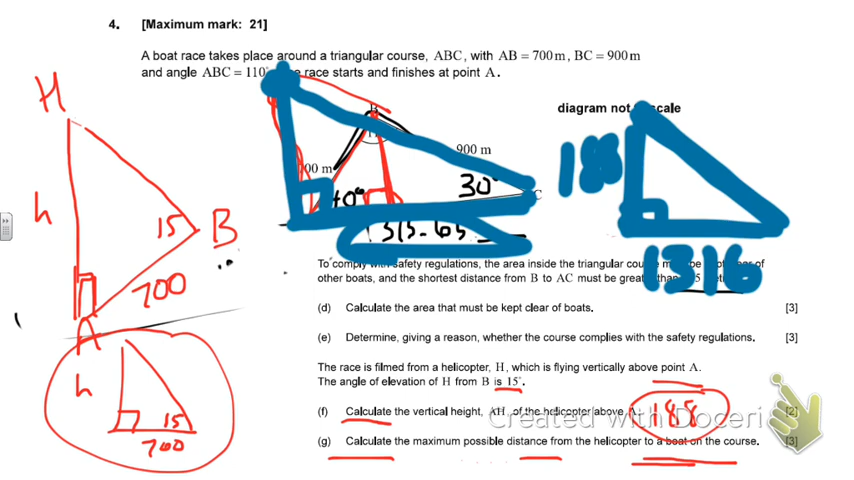 4. [Maximum mark: 21]
A boat race takes place around a triangular course, ABC, with AB = 700 m, BC = 900 m
and angle ABC = 110° race starts and finishes at point A.
diagram not scale
H
B
900 m
188
00 m
40°
30°
C
h
15
B
315.65
1316
700
To comply with safety regulations, the area inside the triangular of
other boats, and the shortest distance from B to AC must be
(d) Calculate the area that must be kept clear of boats. [3]
A
(e) Determine, giving a reason, whether the course complies with the safety regulations. [3]
The race is filmed from a helicopter, H, which is flying vertically above point A.
The angle of elevation of H from B is 15°.
h
15
700
(f) Calculate the vertical height, AH, of the helicopter above [2]
188
Created with Doceri
(g) Calculate the maximum possible distance from the helicopter to a boat on the course. [3]